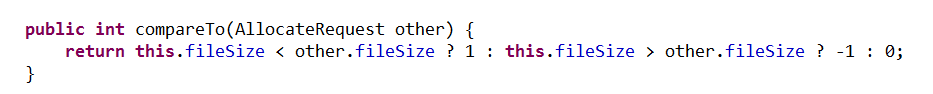 public int compareTo(AllocateRequest other) {
    return this.fileSize < other.fileSize ? 1 : this.fileSize > other.fileSize ? -1 : 0;
}